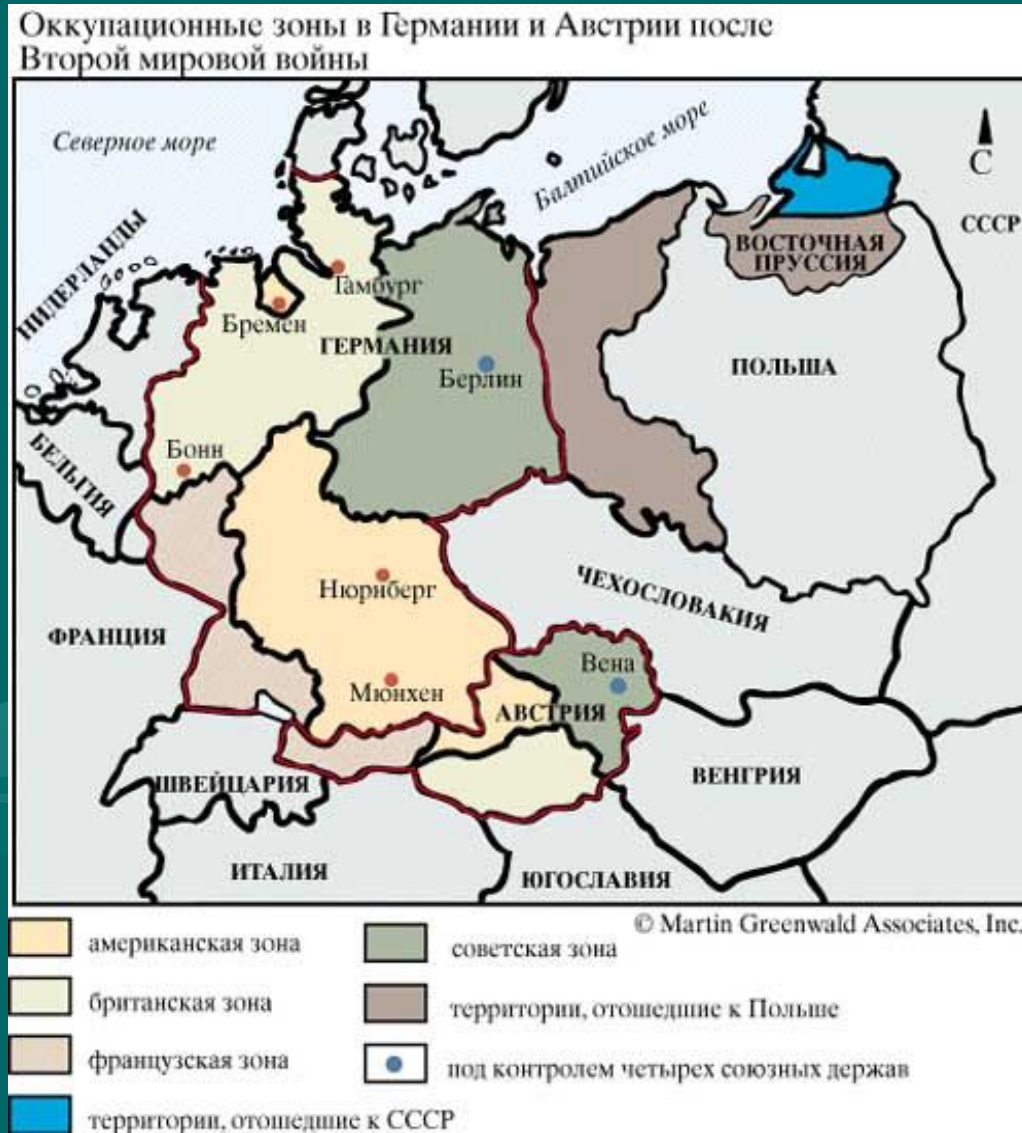 Оккупационные зоны в Германии и Австрии после
Второй мировой войны
Северное море
Балтийское море
С
СССР
НИДЕРЛАНДЫ
ВОСТОЧНАЯ
ПРУССИЯ
Гамбург
Бремен
ГЕРМАНИЯ
Берлин
ПОЛЬША
БЕЛЬГИЯ
Бонн
Нюрнберг
ЧЕХОСЛОВАКИЯ
ФРАНЦИЯ
Вена
Мюнхен
АВСТРИЯ
ШВЕЙЦАРИЯ
ВЕНГРИЯ
ИТАЛИЯ
ЮГОСЛАВИЯ
© Martin Greenwald Associates, Inc.
американская зона
советская зона
британская зона
территории, отошедшие к Польше
французская зона
под контролем четырех союзных держав
территории, отошедшие к СССР